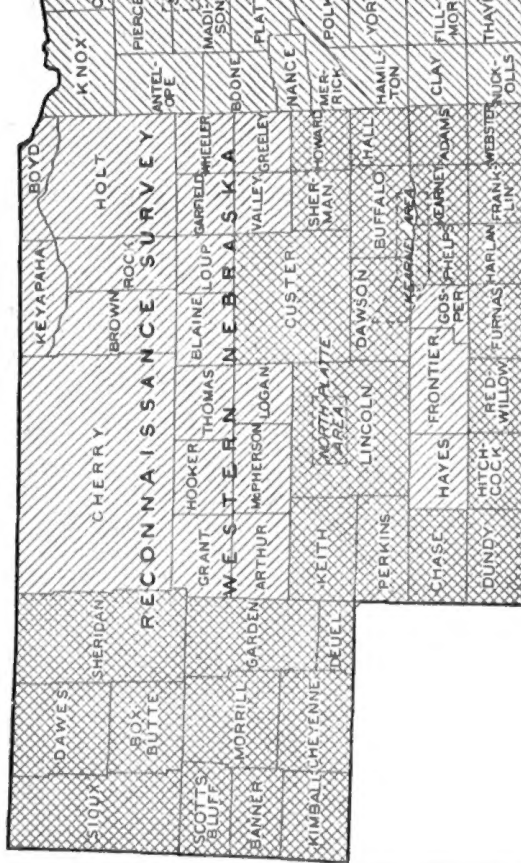 KEYAPAHA
BOYD
KNOX
PIERCE
CHERRY
BROWN
ROCK
HOLT
ANTEL-
OPE
MADI-
SON
SIOUX
DAWES
BOX
BUTTE
SHERIDAN
RECONNAISSANCE SURVEY
GRANT
HOOKER
THOMAS
BLAINE
LOUP
GARFIELD
WHEELER
BOONE
PLATT
WESTERN NEBRASKA
SCOTTS
BLUFF
BANNER
KIMBALL
CHEYENNE
MORRILL
GARDEN
DEUEL
ARTHUR
McPHERSON
LOGAN
CUSTER
VALLEY
GREELEY
NANCE
POLK
KEITH
NORTH PLATTE
AREA
LINCOLN
SHER-
MAN
HOWARD
MER-
RICK
YOR
PERKINS
DAWSON
BUFFALO
HALL
HAMIL-
TON
CHASE
HAYES
FRONTIER
GOS-
PER
PHELPS
KEARNEY AREA
KEARNEY
ADAMS
CLAY
FILL-
MOR
DUNDY
HITCH-
COCK
RED-
WILLOW
FURNAS
HARLAN
FRANK-
LIN
WEBSTER
NUCK-
OLLS
THAY